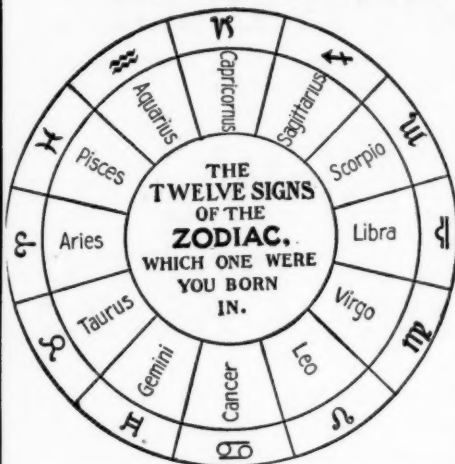 THE
TWELVE SIGNS
OF THE
ZODIAC,
WHICH ONE WERE
YOU BORN
IN.
Capricornus
Sagittarius
Scorpio
Libra
Virgo
Leo
Cancer
Gemini
Taurus
Aries
Pisces
Aquarius
♑
♐
♏
♎
♍
♌
♋
♊
♉
♈
♓
♒